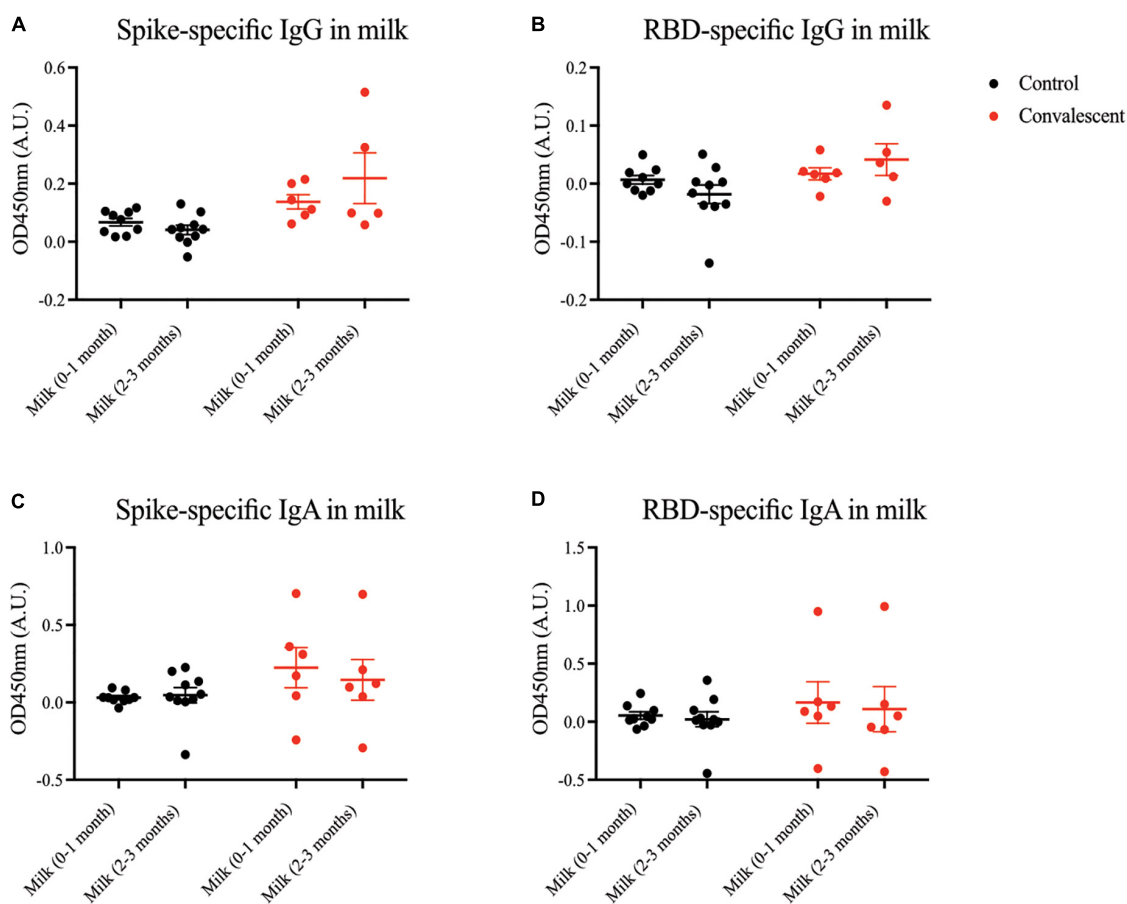 A
Spike-specific IgG in milk
OD450nm (A.U.)
0.6
0.4
0.2
0.0
-0.2
Milk (0-1 month)
Milk (2-3 months)
Milk (0-1 month)
Milk (2-3 months)
B
RBD-specific IgG in milk
OD450nm (A.U.)
0.2
0.1
0.0
-0.1
-0.2
Milk (0-1 month)
Milk (2-3 months)
Milk (0-1 month)
Milk (2-3 months)
Control
Convalescent
C
Spike-specific IgA in milk
OD450nm (A.U.)
1.0
0.5
0.0
-0.5
Milk (0-1 month)
Milk (2-3 months)
Milk (0-1 month)
Milk (2-3 months)
D
RBD-specific IgA in milk
OD450nm (A.U.)
1.5
1.0
0.5
0.0
-0.5
Milk (0-1 month)
Milk (2-3 months)
Milk (0-1 month)
Milk (2-3 months)